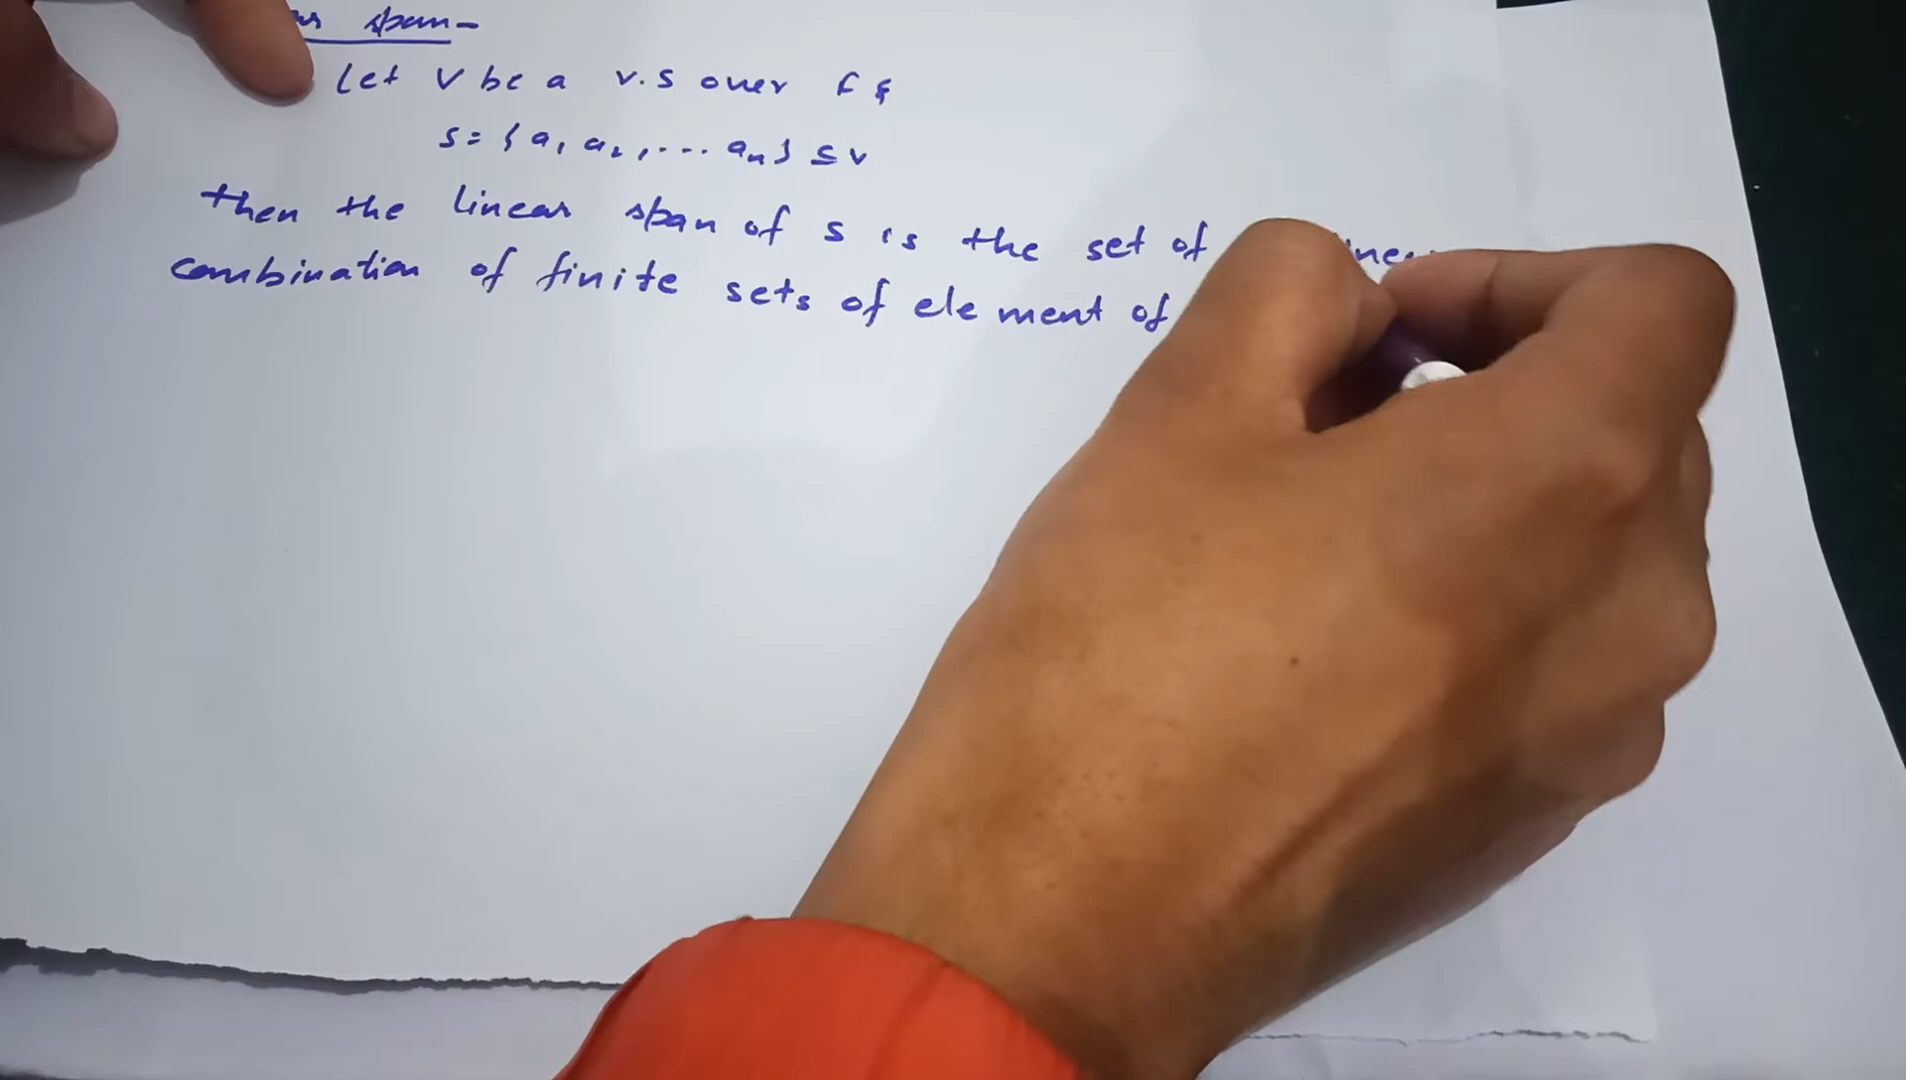 span-
Let V be a v.s over F &
S = { a1 a2, ... an } ⊆ V
then the linear span of S is the set of
combination of finite sets of element of